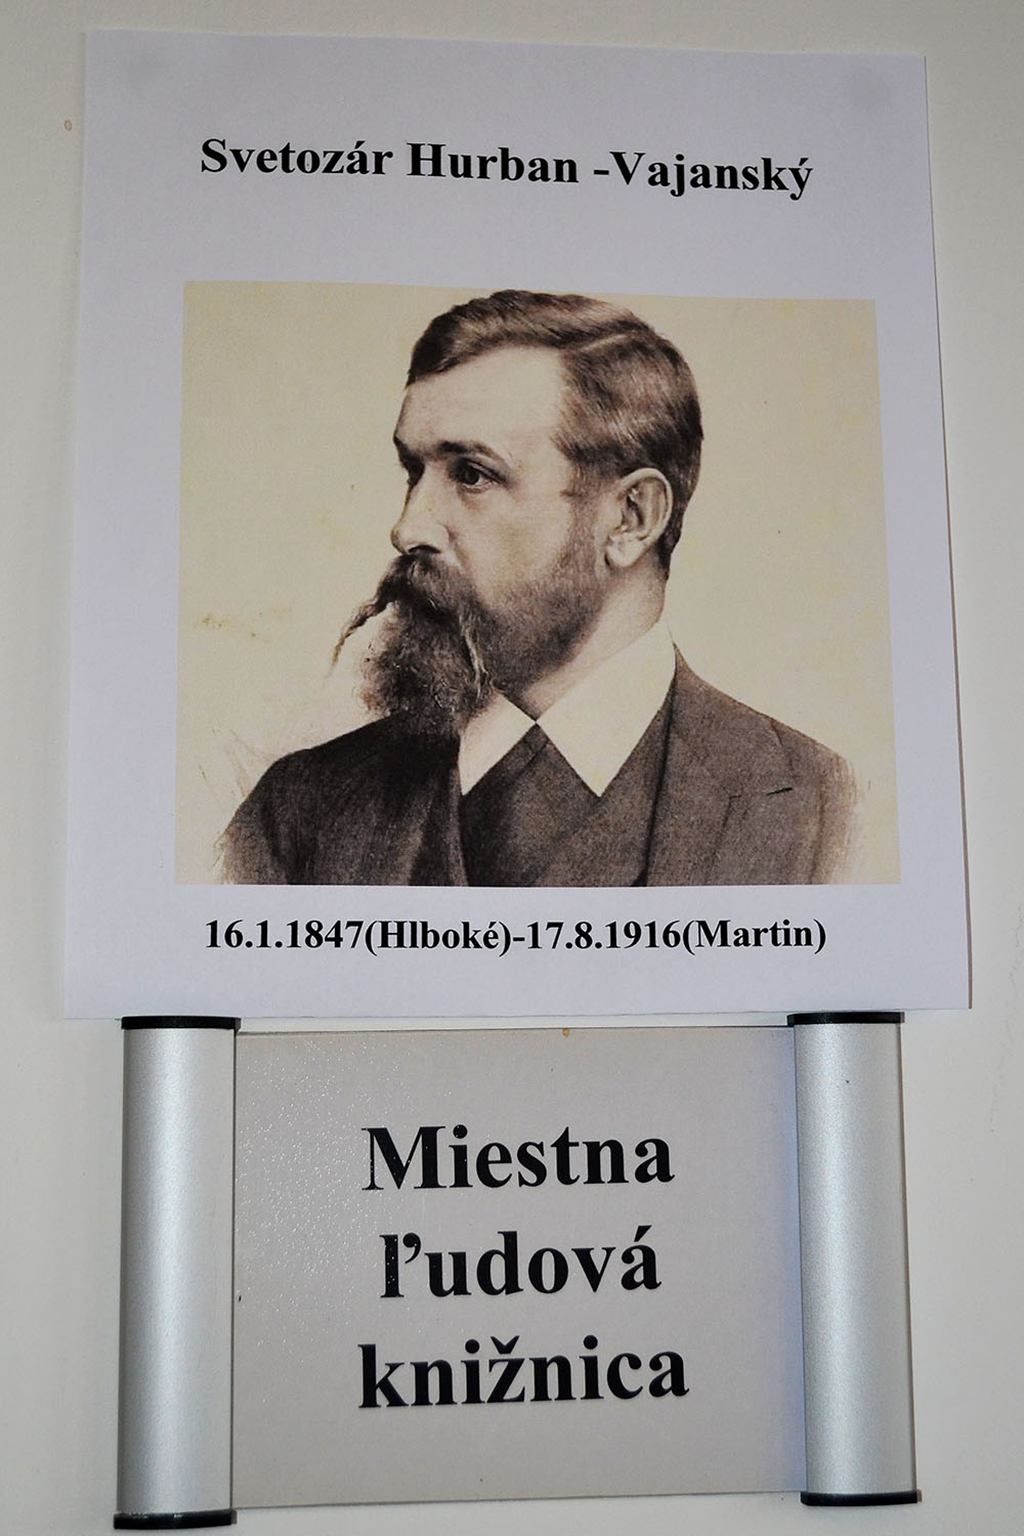 Svetozár Hurban -Vajanský
16.1.1847(Hlboké)-17.8.1916(Martin)
Miestna
ľudová
knižnica